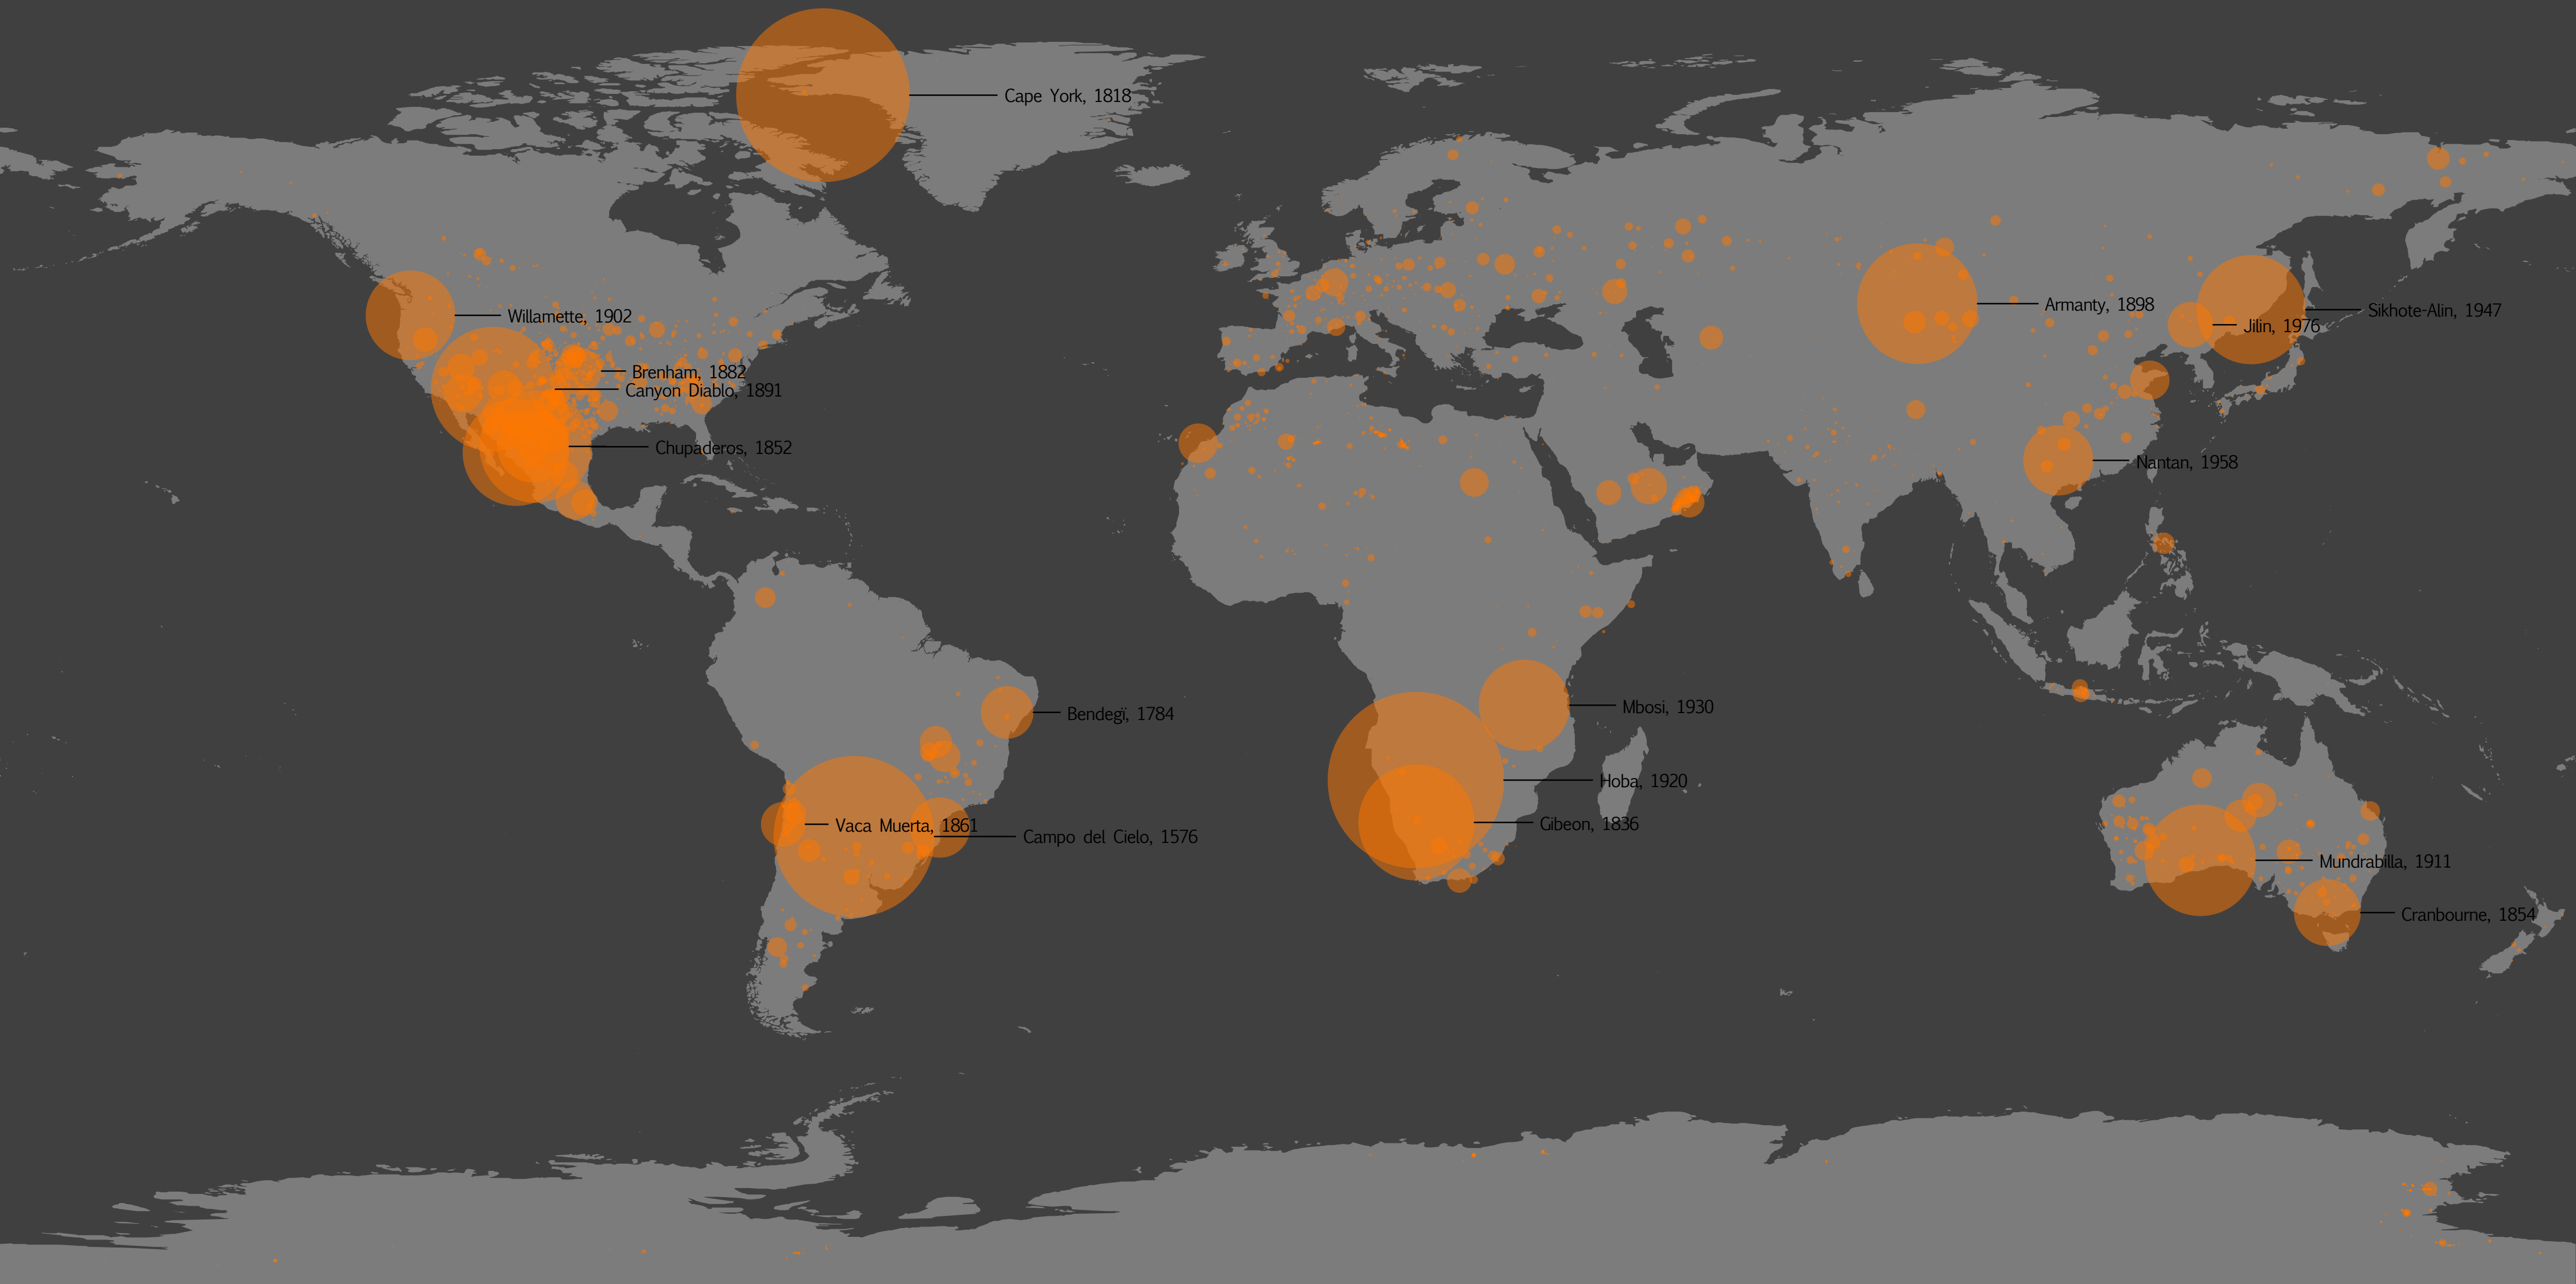 Cape York, 1818
Willamette, 1902
Armanty, 1898
Sikhote-Alin, 1947
Jilin, 1976
Brenham, 1882
Canyon Diablo, 1891
Chupaderos, 1852
Nantan, 1958
Bendegï, 1784
Mbosi, 1930
Hoba, 1920
Vaca Muerta, 1861
Gibeon, 1836
Campo del Cielo, 1576
Mundrabilla, 1911
Cranbourne, 1854